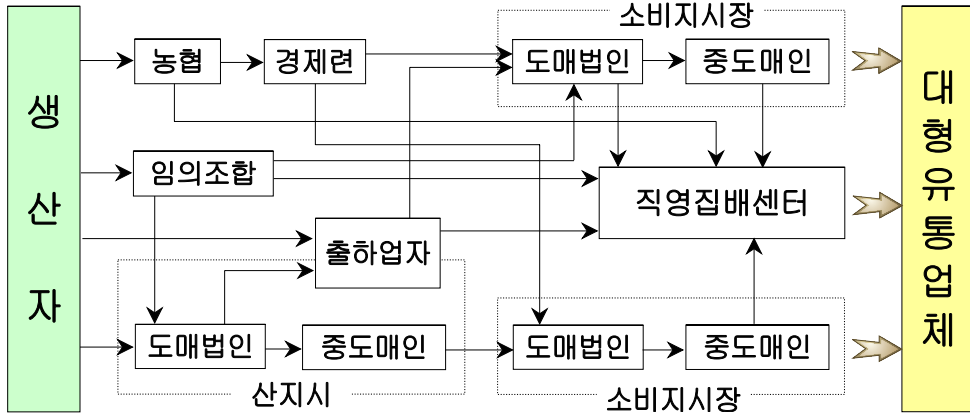 소비지시장
생산자
농협
경제련
도매법인
중도매인
대형유통업체
임의조합
직영집배센터
출하업자
도매법인
중도매인
도매법인
중도매인
산지시
소비지시장